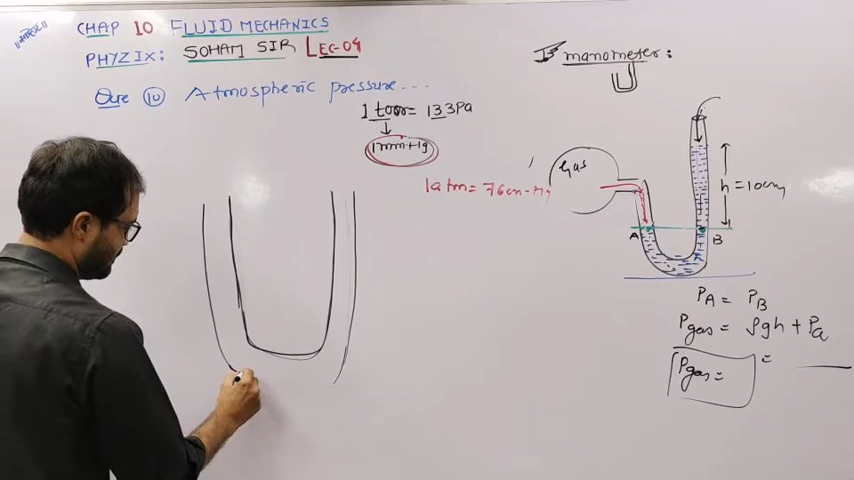 CHAP 10 FLUID MECHANICS
PHYZIX: SOHAM SIR LEC-04
Que 10 Atmospheric pressure...
1 torr = 133Pa
1mm Hg
1atm = 76cm-Hg
manometer:
Gas
h = 10cm
A
B
PA = PB
Pgas = ρgh + Pa
Pgas =
=